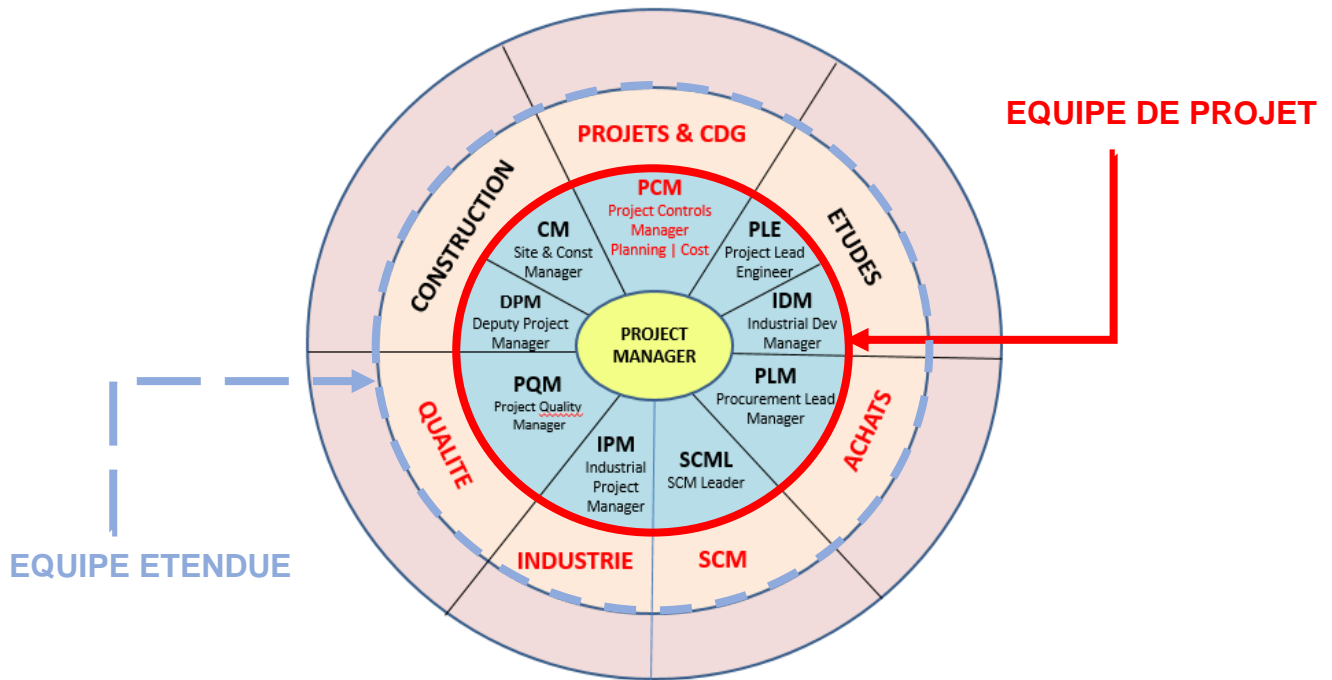 EQUIPE DE PROJET
PROJETS & CDG
CONSTRUCTION
ETUDES
PCM
Project Controls
Manager
Planning | Cost
CM
Site & Const
Manager
PLE
Project Lead
Engineer
DPM
Deputy Project
Manager
PROJECT
MANAGER
IDM
Industrial Dev
Manager
PQM
Project Quality
Manager
PLM
Procurement Lead
Manager
IPM
Industrial
Project
Manager
SCML
SCM Leader
QUALITE
ACHATS
INDUSTRIE
SCM
EQUIPE ETENDUE